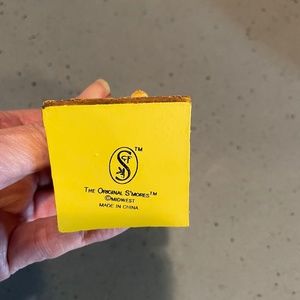 TM
THE ORIGINAL S'MORES™
©MIDWEST
MADE IN CHINA